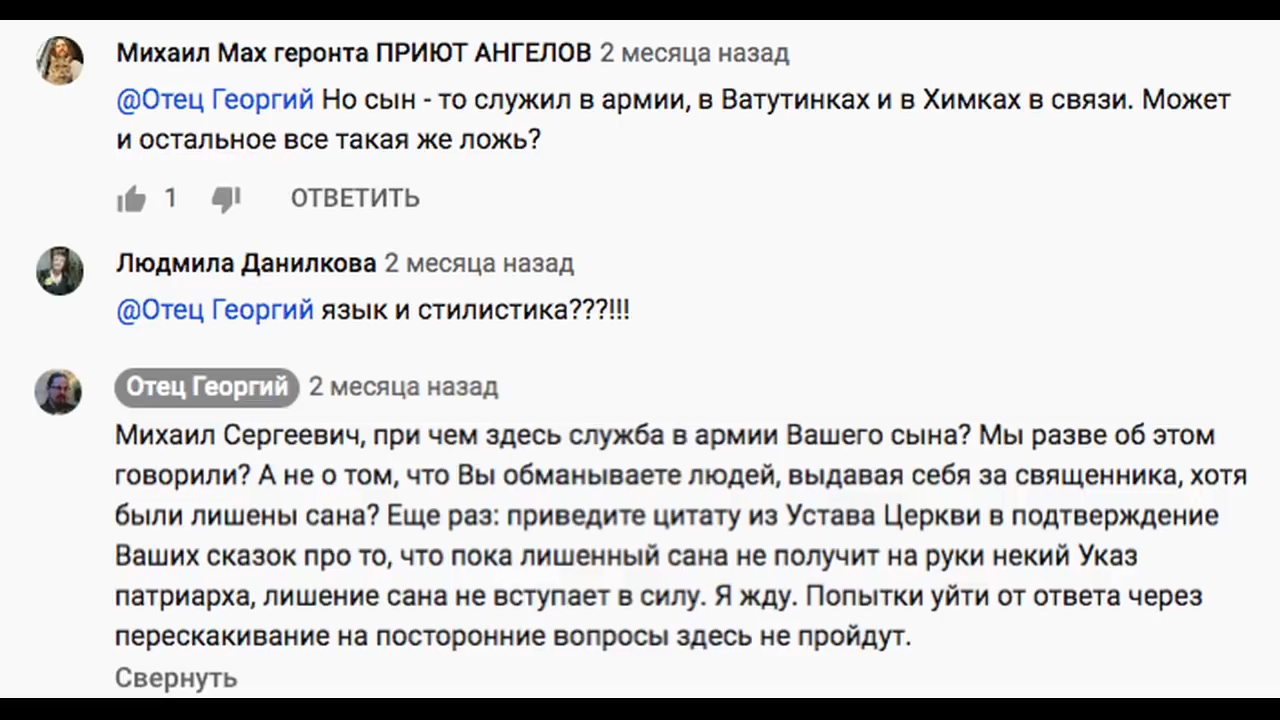 Михаил Мах геронта ПРИЮТ АНГЕЛОВ 2 месяца назад
@Отец Георгий Но сын - то служил в армии, в Ватутинках и в Химках в связи. Может
и остальное все такая же ложь?
1 ОТВЕТИТЬ
Людмила Данилкова 2 месяца назад
@Отец Георгий язык и стилистика???!!!
Отец Георгий 2 месяца назад
Михаил Сергеевич, при чем здесь служба в армии Вашего сына? Мы разве об этом
говорили? А не о том, что Вы обманываете людей, выдавая себя за священника, хотя
были лишены сана? Еще раз: приведите цитату из Устава Церкви в подтверждение
Ваших сказок про то, что пока лишенный сана не получит на руки некий Указ
патриарха, лишение сана не вступает в силу. Я жду. Попытки уйти от ответа через
перескакивание на посторонние вопросы здесь не пройдут.
Свернуть